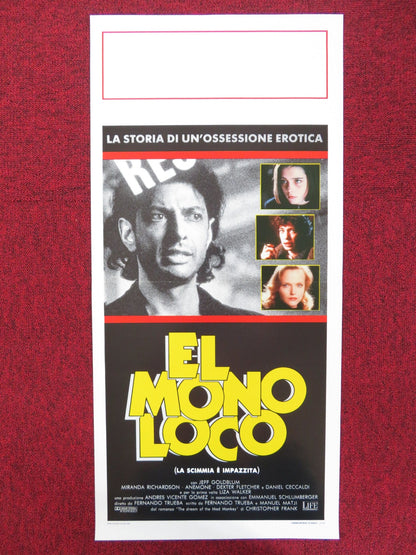 LA STORIA DI UN'OSSESSIONE EROTICA
RES
EL
MONO
LOCO
(LA SCIMMIA È IMPAZZITA)
con JEFF GOLDBLUM
MIRANDA RICHARDSON ANEMONE DEXTER FLETCHER e DANIEL CECCALDI
e per la prima volta LIZA WALKER
una produzione ANDRES VICENTE GOMEZ in associazione con EMMANUEL SCHLUMBERGER
diretto da FERNANDO TRUEBA scritto da FERNANDO TRUEBA e MANUEL MATJI
dal romanzo "The dream of the Mad Monkey" di CHRISTOPHER FRANK
LIFE